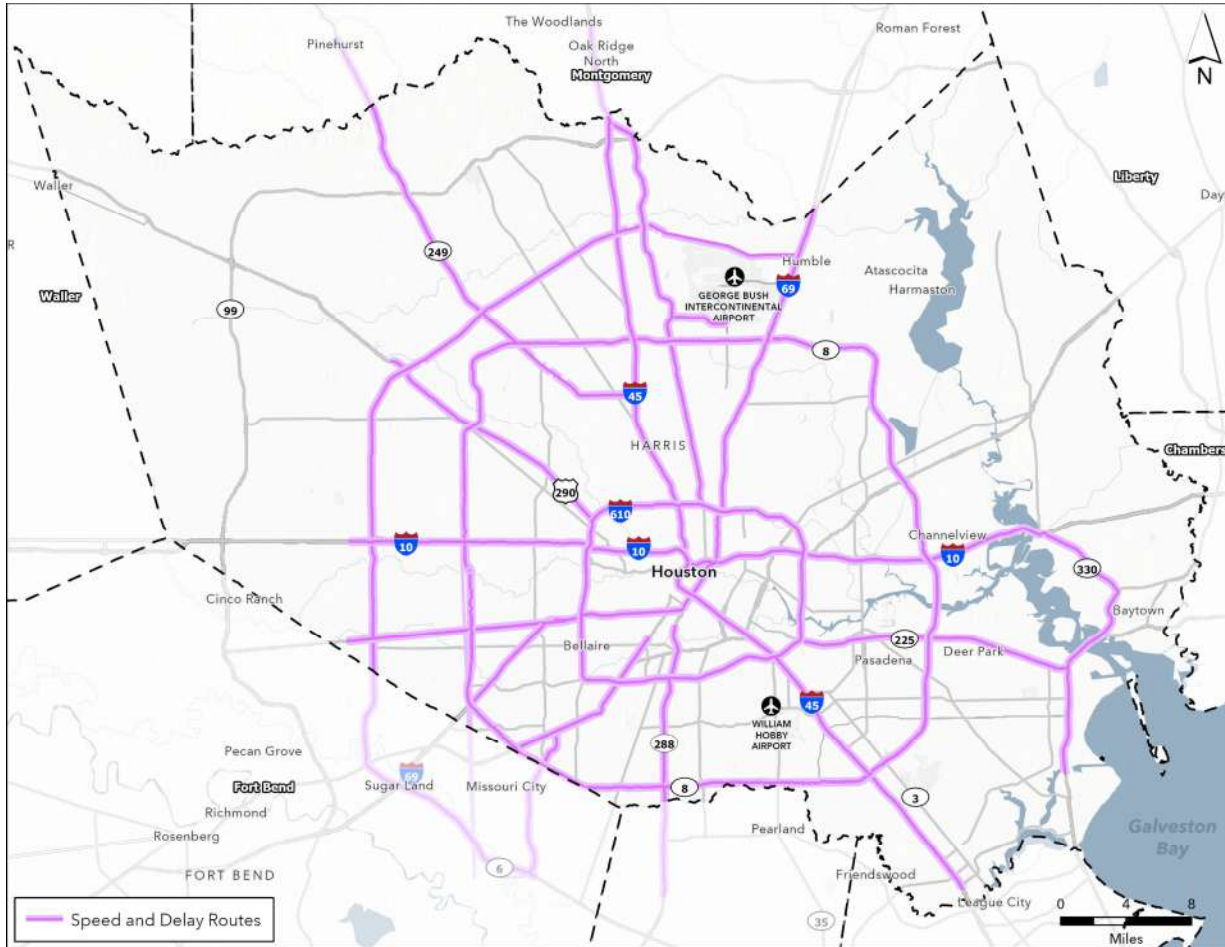 The Woodlands
Roman Forest
Pinehurst
Oak Ridge
North
Montgomery
N
Waller
Liberty
Day
R
249
Humble
Atascocita
69
Harmaston
GEORGE BUSH
INTERCONTINENTAL
AIRPORT
Waller
99
8
45
HARRIS
Chambers
290
610
10
10
Channelview
10
Houston
330
Cinco Ranch
Baytown
Bellaire
225
Deer Park
Pasadena
45
WILLIAM
HOBBY
AIRPORT
288
Pecan Grove
69
Fort Bend
Sugar Land
Missouri City
8
3
Richmond
Rosenberg
Pearland
Galveston
Bay
6
FORT BEND
Friendswood
League City
35
Speed and Delay Routes
0 4 8
Miles